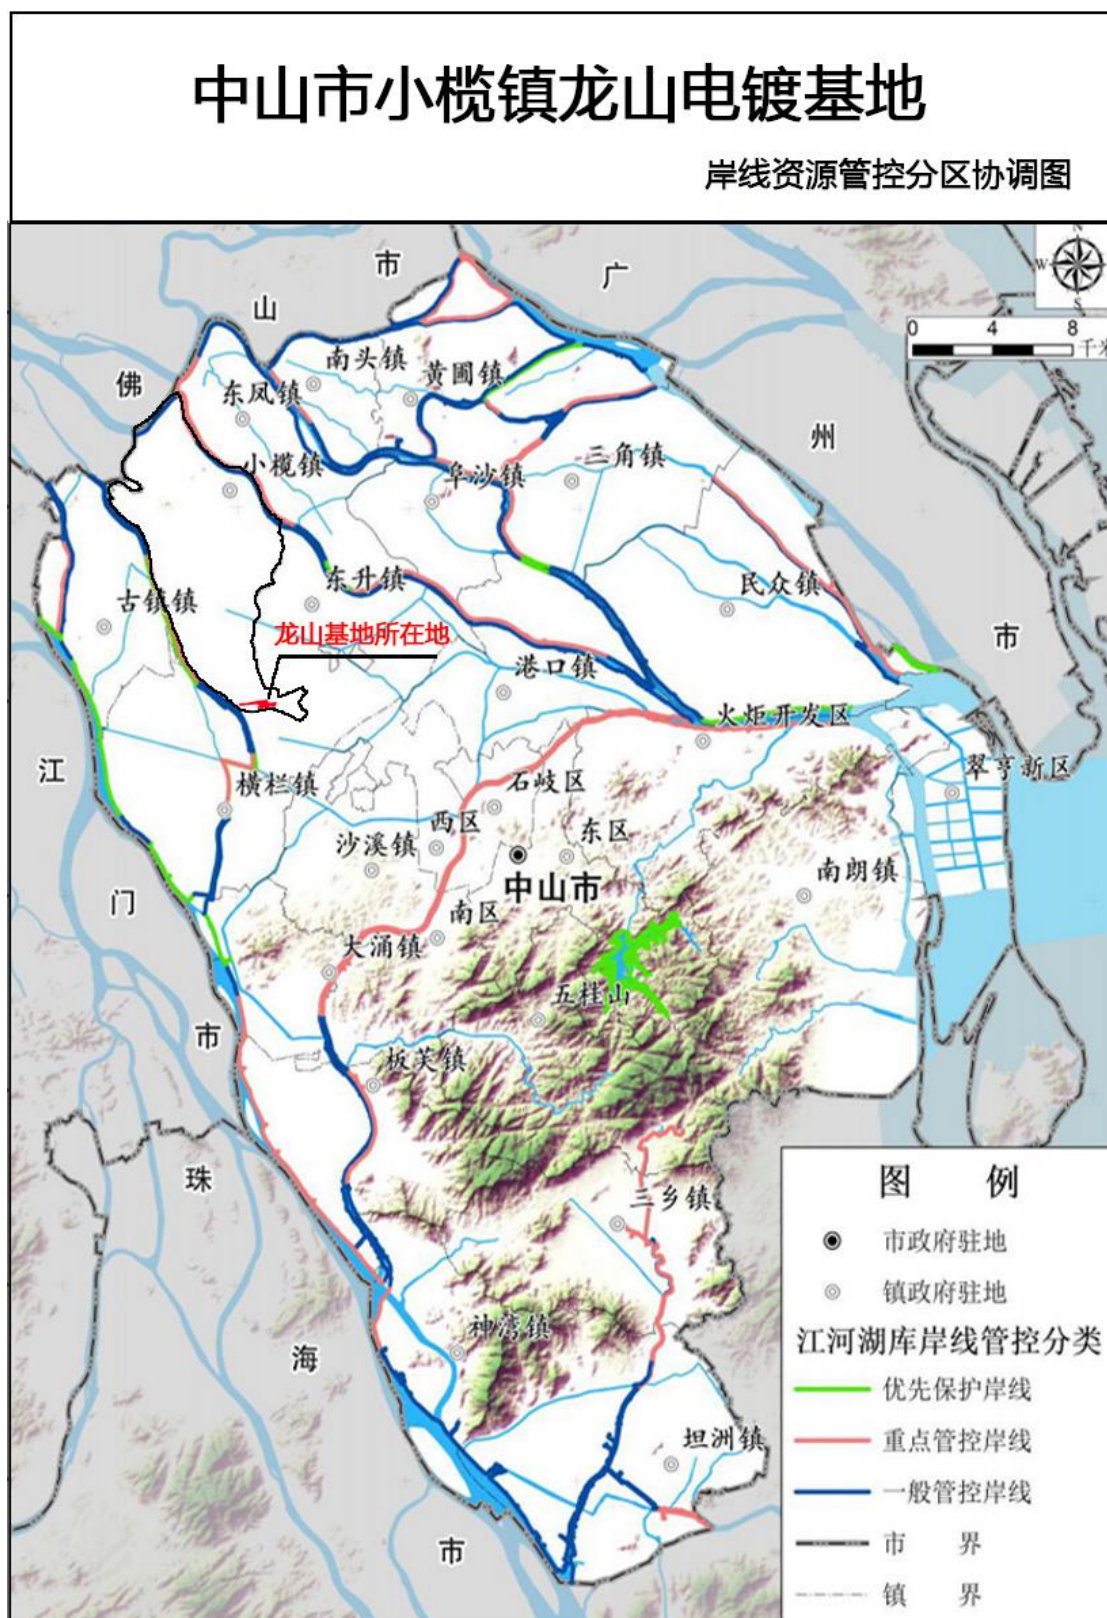 中山市小榄镇龙山电镀基地
岸线资源管控分区协调图
N
W
S
0 4 8
千米
市
广
山
佛
州
市
江
门
市
珠
海
市
南头镇
黄圃镇
东凤镇
小榄镇
阜沙镇
三角镇
东升镇
古镇镇
民众镇
龙山基地所在地
港口镇
火炬开发区
翠亨新区
横栏镇
石岐区
西区
东区
沙溪镇
中山市
南朗镇
南区
大涌镇
五桂山
板芙镇
三乡镇
神湾镇
坦洲镇
图 例
市政府驻地
镇政府驻地
江河湖库岸线管控分类
优先保护岸线
重点管控岸线
一般管控岸线
市 界
镇 界